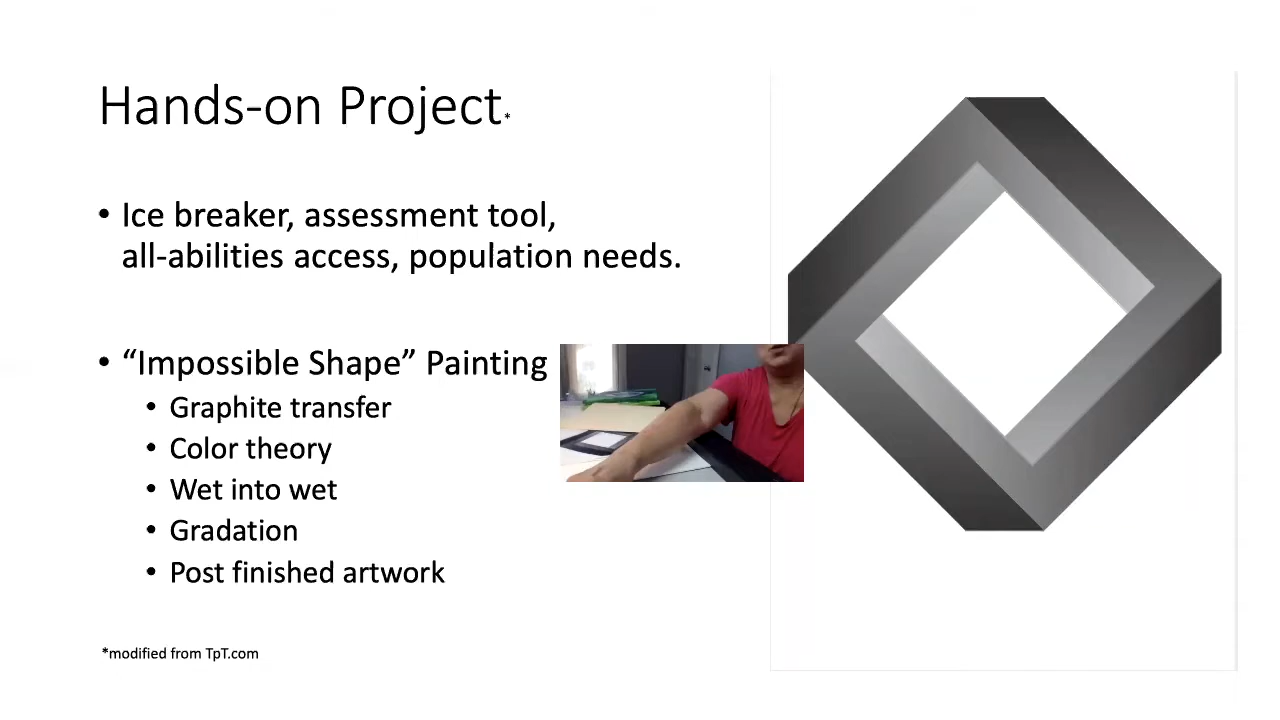 Hands-on Project*
• Ice breaker, assessment tool,
all-abilities access, population needs.
• “Impossible Shape” Painting
• Graphite transfer
• Color theory
• Wet into wet
• Gradation
• Post finished artwork
*modified from TpT.com